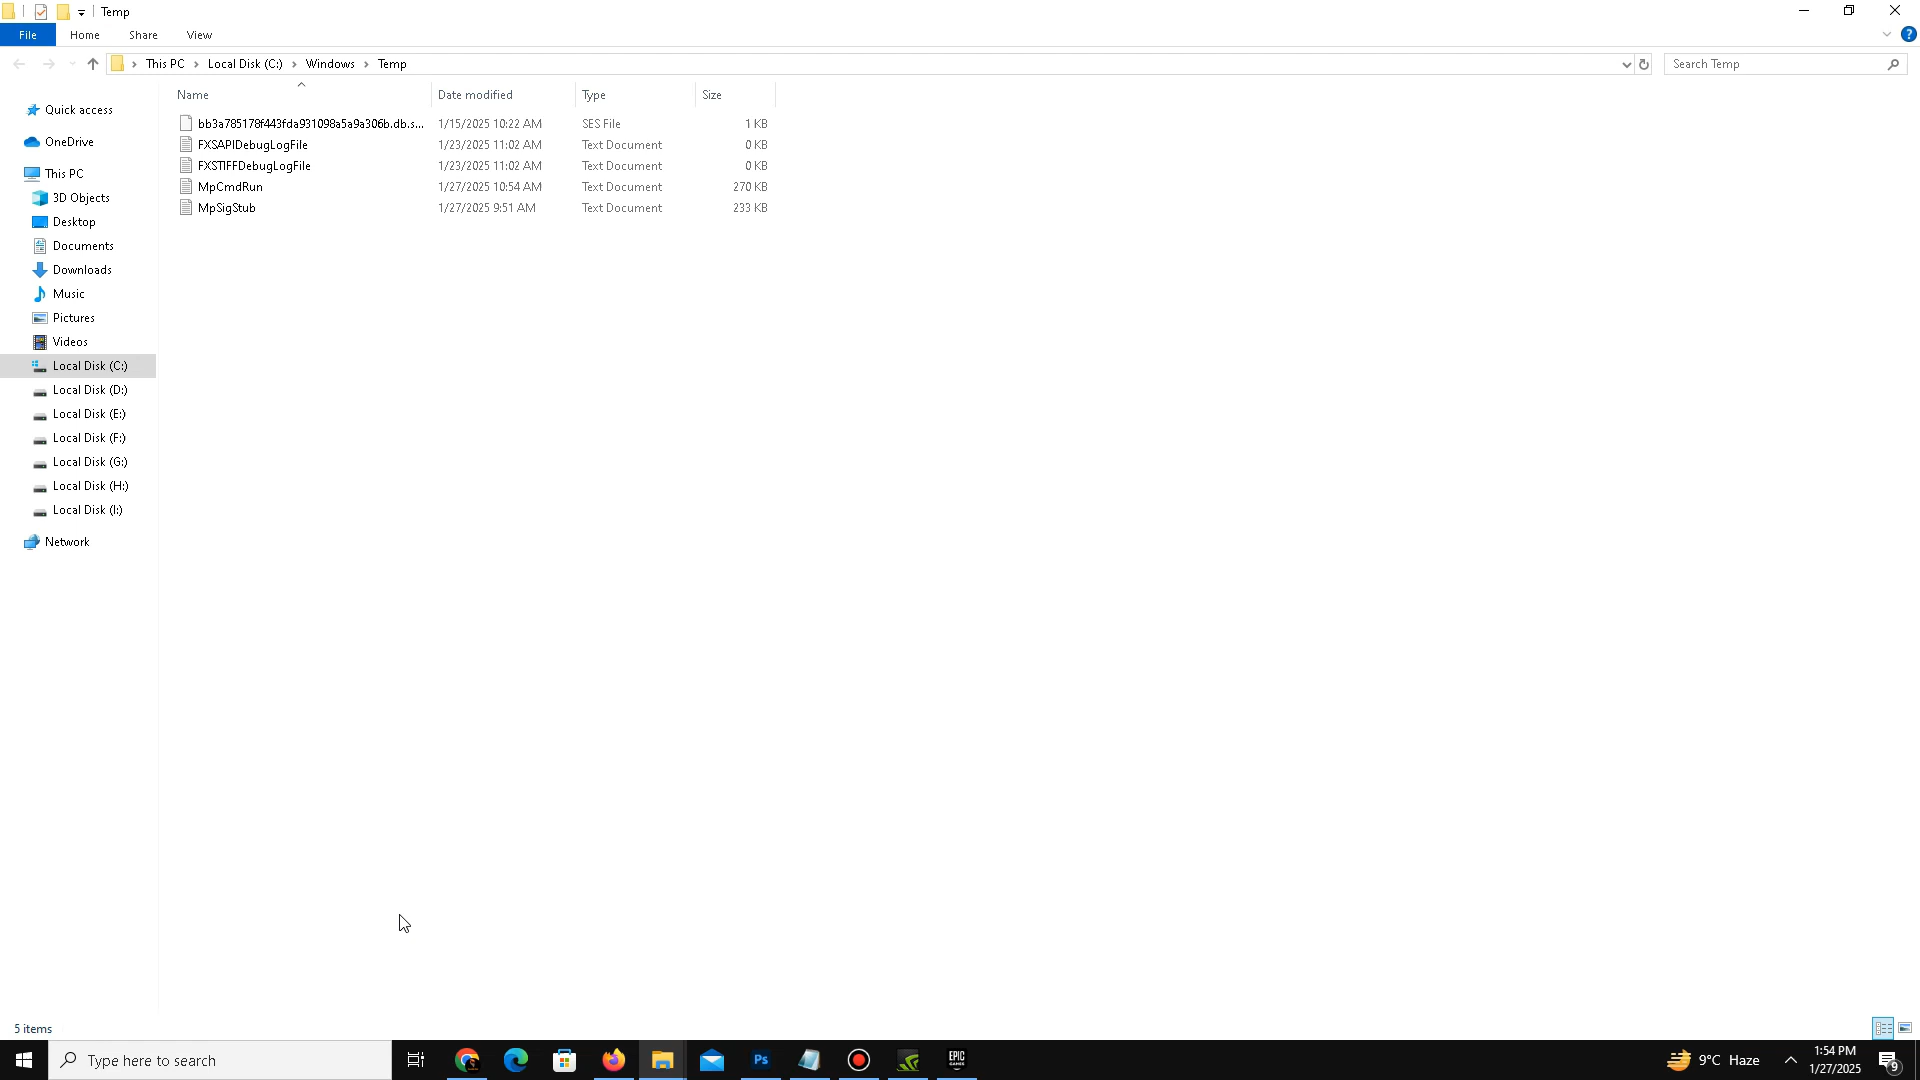 Temp
File Home Share View
This PC Local Disk (C:) Windows Temp Search Temp
Name Date modified Type Size
Quick access
OneDrive
This PC
3D Objects
Desktop
Documents
Downloads
Music
Pictures
Videos
Local Disk (C:)
Local Disk (D:)
Local Disk (E:)
Local Disk (F:)
Local Disk (G:)
Local Disk (H:)
Local Disk (I:)
Network
bb3a785178f443fda931098a5a9a306b.db.s... 1/15/2025 10:22 AM SES File 1 KB
FXSAPIDebugLogFile 1/23/2025 11:02 AM Text Document 0 KB
FXSTIFFDebugLogFile 1/23/2025 11:02 AM Text Document 0 KB
MpCmdRun 1/27/2025 10:54 AM Text Document 270 KB
MpSigStub 1/27/2025 9:51 AM Text Document 233 KB
5 items
Type here to search
Ps
EPIC
GAMES
9°C Haze
1:54 PM
1/27/2025
9